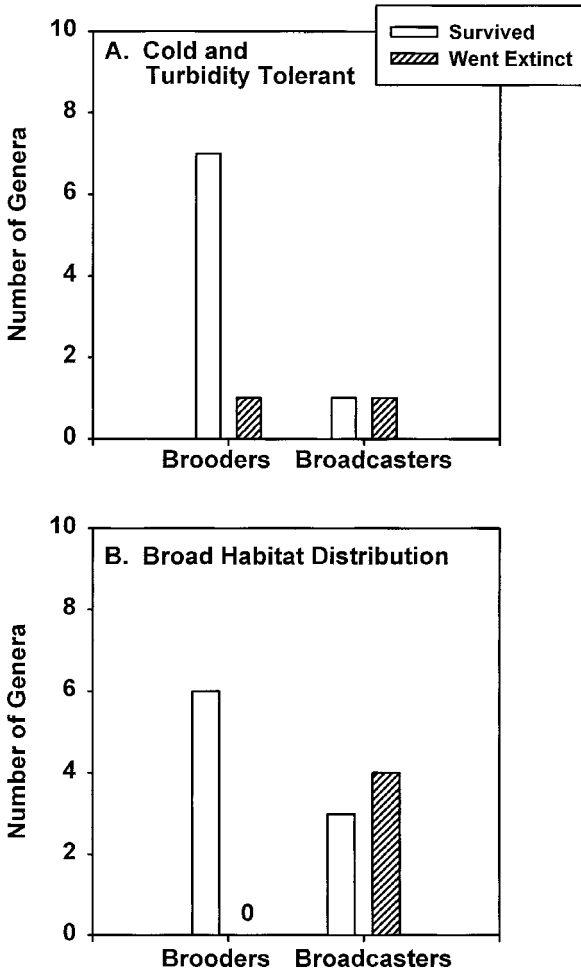 Survived
Went Extinct
A. Cold and
Turbidity Tolerant
10
8
6
4
2
0
Number of Genera
Brooders Broadcasters
B. Broad Habitat Distribution
10
8
6
4
2
0
Number of Genera
0
Brooders Broadcasters